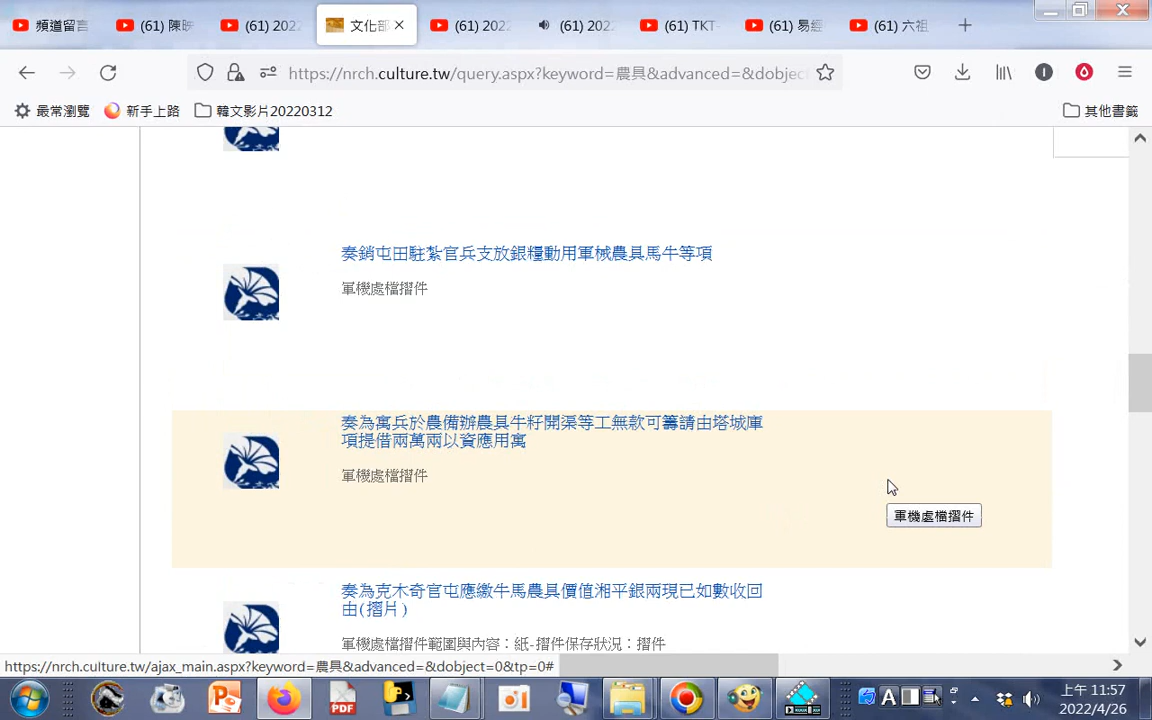 頻道留言
(61) 陳映
(61) 202
文化部
(61) 202
(61) 202
(61) TKT-
(61) 易經
(61) 六祖
https://nrch.culture.tw/query.aspx?keyword=農具&advanced=&dobjec
最常瀏覽
新手上路
韓文影片20220312
其他書籤
奏銷屯田駐紮官兵支放銀糧動用軍械農具馬牛等項
軍機處檔摺件
奏為寓兵於農備辦農具牛籽開渠等工無款可籌請由塔城庫
項提借兩萬兩以資應用寓
軍機處檔摺件
軍機處檔摺件
奏為克木奇官屯應繳牛馬農具價值湘平銀兩現已如數收回
由(摺片)
軍機處檔摺件範圍與內容：紙-摺件保存狀況：摺件
https://nrch.culture.tw/ajax_main.aspx?keyword=農具&advanced=&dobject=0&tp=0#
PDF
A
上午 11:57
2022/4/26